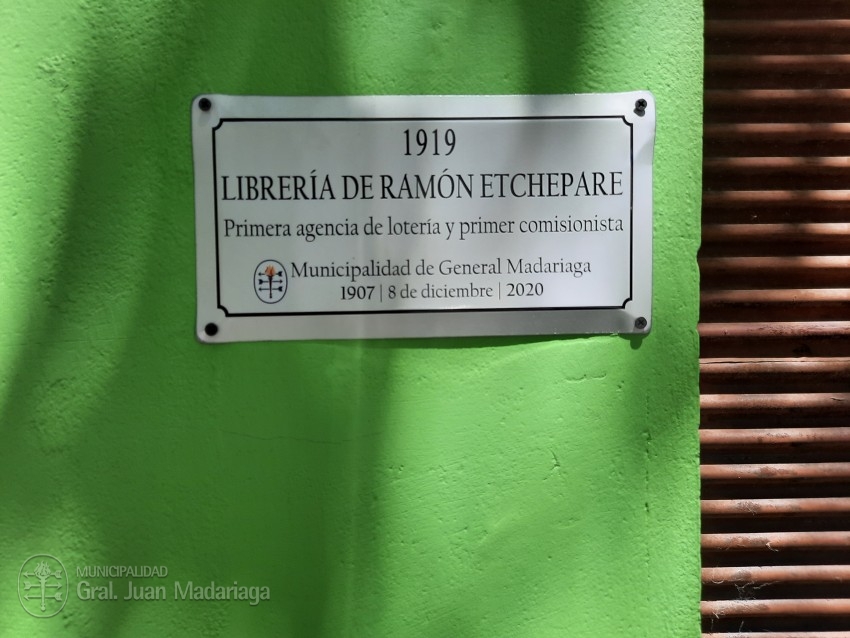 1919
LIBRERÍA DE RAMÓN ETCHEPARE
Primera agencia de lotería y primer comisionista
Municipalidad de General Madariaga
1907 | 8 de diciembre | 2020
MUNICIPALIDAD
Gral. Juan Madariaga